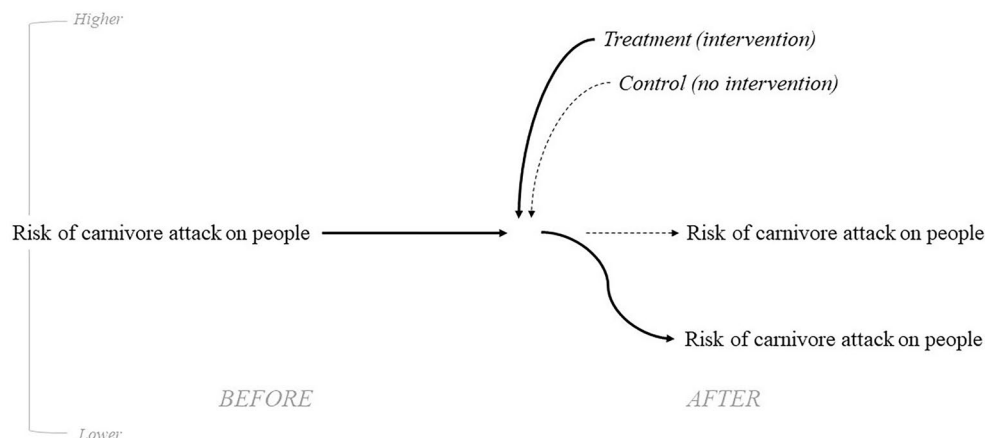 Higher
Treatment (intervention)
Control (no intervention)
Risk of carnivore attack on people
Risk of carnivore attack on people
Risk of carnivore attack on people
BEFORE
AFTER
Lower